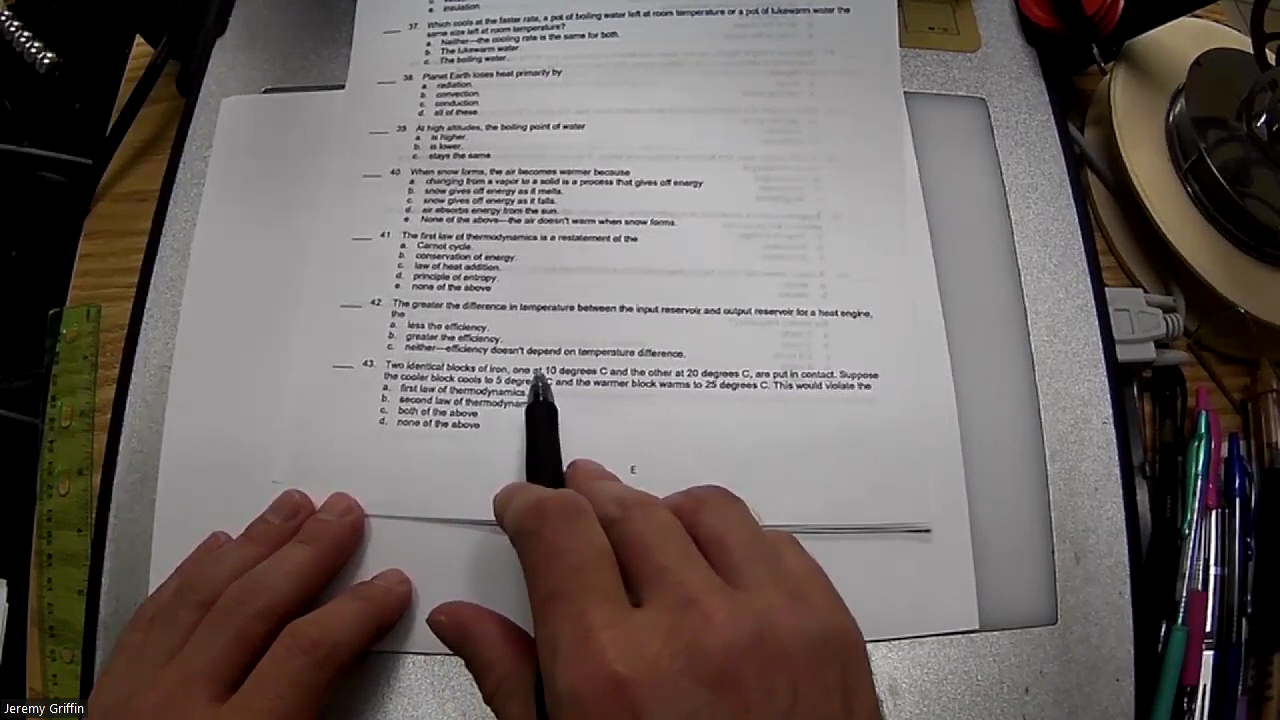 e. insulation
37. Which cools at the faster rate, a pot of boiling water left at room temperature or a pot of lukewarm water the
same size left at room temperature?
a. Neither—the cooling rate is the same for both.
b. The lukewarm water.
c. The boiling water.
38. Planet Earth loses heat primarily by
a. radiation.
b. convection.
c. conduction
d. all of these
39. At high altitudes, the boiling point of water
a. is higher.
b. is lower.
c. stays the same
40. When snow forms, the air becomes warmer because
a. changing from a vapor to a solid is a process that gives off energy
b. snow gives off energy as it melts.
c. snow gives off energy as it falls.
d. air absorbs energy from the sun.
e. None of the above—the air doesn't warm when snow forms.
41. The first law of thermodynamics is a restatement of the
a. Carnot cycle.
b. conservation of energy.
c. law of heat addition.
d. principle of entropy.
e. none of the above
42. The greater the difference in temperature between the input reservoir and output reservoir for a heat engine,
the
a. less the efficiency.
b. greater the efficiency.
c. neither—efficiency doesn't depend on temperature difference.
43. Two identical blocks of iron, one at 10 degrees C and the other at 20 degrees C, are put in contact. Suppose
the cooler block cools to 5 degrees C and the warmer block warms to 25 degrees C. This would violate the
a. first law of thermodynamics.
b. second law of thermodynam
c. both of the above
d. none of the above
E
Jeremy Griffin